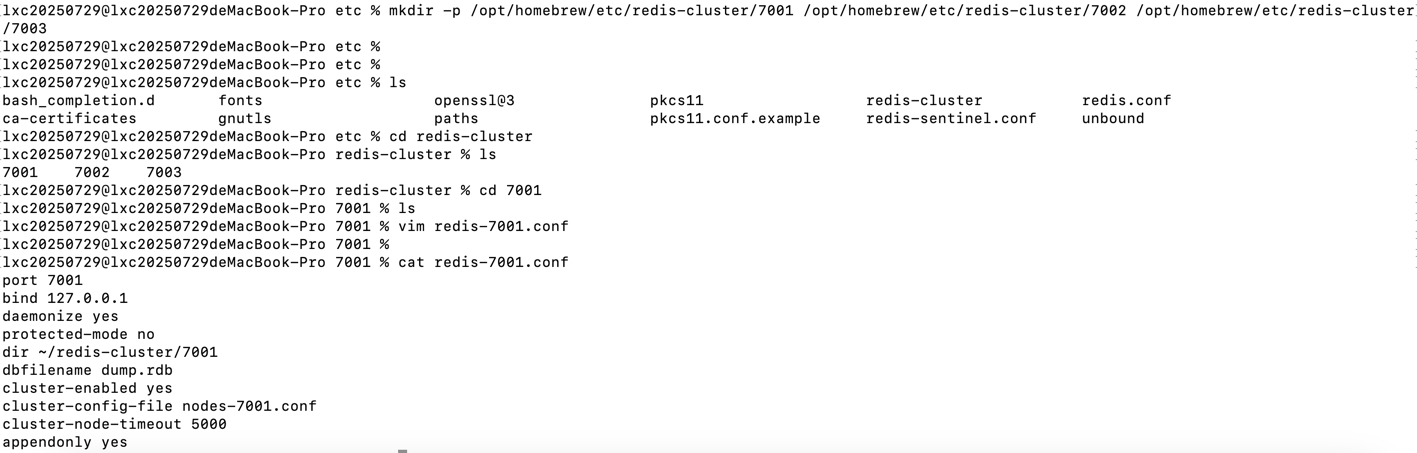 [lxc20250729@lxc20250729deMacBook-Pro etc % mkdir -p /opt/homebrew/etc/redis-cluster/7001 /opt/homebrew/etc/redis-cluster/7002 /opt/homebrew/etc/redis-cluster
/7003
[lxc20250729@lxc20250729deMacBook-Pro etc %
[lxc20250729@lxc20250729deMacBook-Pro etc %
[lxc20250729@lxc20250729deMacBook-Pro etc % ls
bash_completion.d fonts openssl@3 pkcs11 redis-cluster redis.conf
ca-certificates gnutls paths pkcs11.conf.example redis-sentinel.conf unbound
[lxc20250729@lxc20250729deMacBook-Pro etc % cd redis-cluster
[lxc20250729@lxc20250729deMacBook-Pro redis-cluster % ls
7001 7002 7003
[lxc20250729@lxc20250729deMacBook-Pro redis-cluster % cd 7001
[lxc20250729@lxc20250729deMacBook-Pro 7001 % ls
[lxc20250729@lxc20250729deMacBook-Pro 7001 % vim redis-7001.conf
[lxc20250729@lxc20250729deMacBook-Pro 7001 %
[lxc20250729@lxc20250729deMacBook-Pro 7001 % cat redis-7001.conf
port 7001
bind 127.0.0.1
daemonize yes
protected-mode no
dir ~/redis-cluster/7001
dbfilename dump.rdb
cluster-enabled yes
cluster-config-file nodes-7001.conf
cluster-node-timeout 5000
appendonly yes